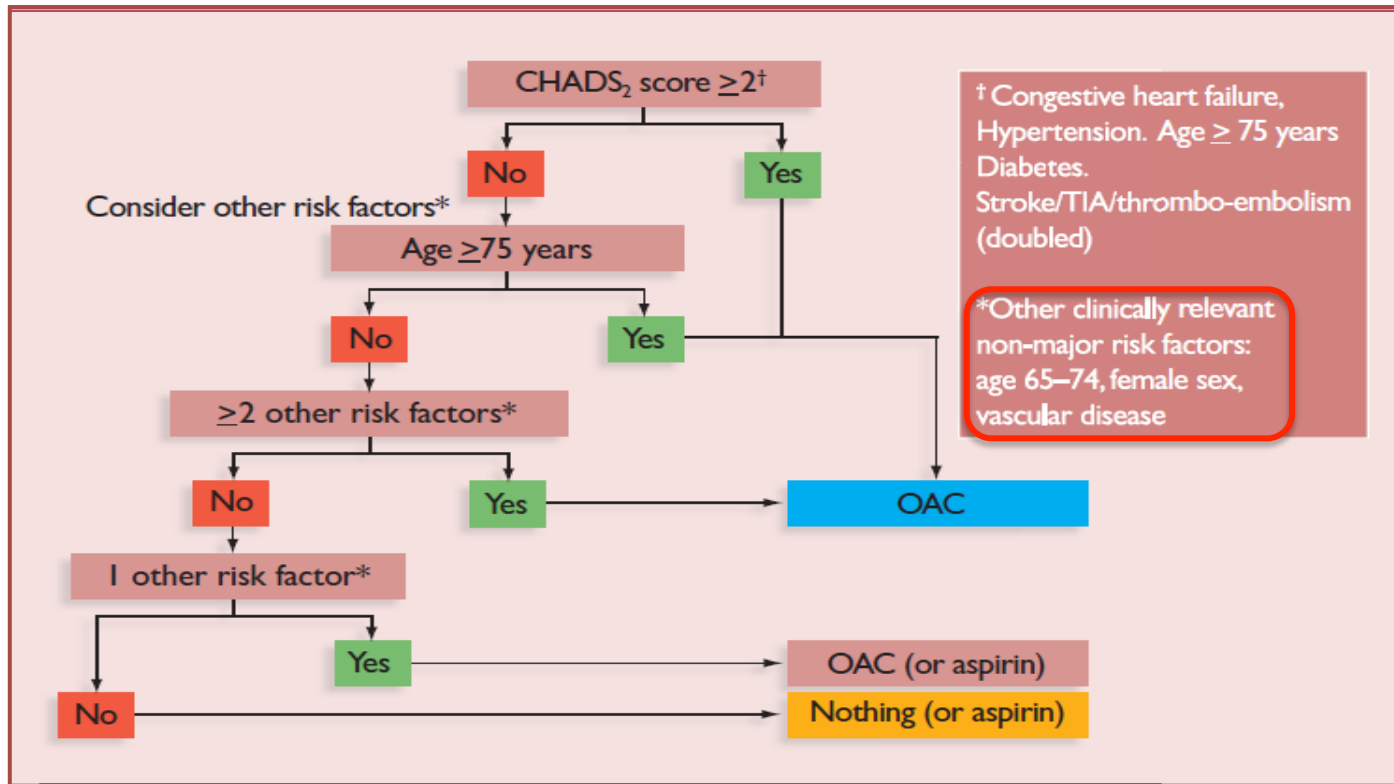 CHADS₂ score ≥2†
No
Yes
Consider other risk factors*
Age ≥75 years
No
Yes
≥2 other risk factors*
No
Yes
OAC
1 other risk factor*
Yes
OAC (or aspirin)
No
Nothing (or aspirin)
† Congestive heart failure,
Hypertension. Age ≥ 75 years
Diabetes.
Stroke/TIA/thrombo-embolism
(doubled)
*Other clinically relevant
non-major risk factors:
age 65–74, female sex,
vascular disease